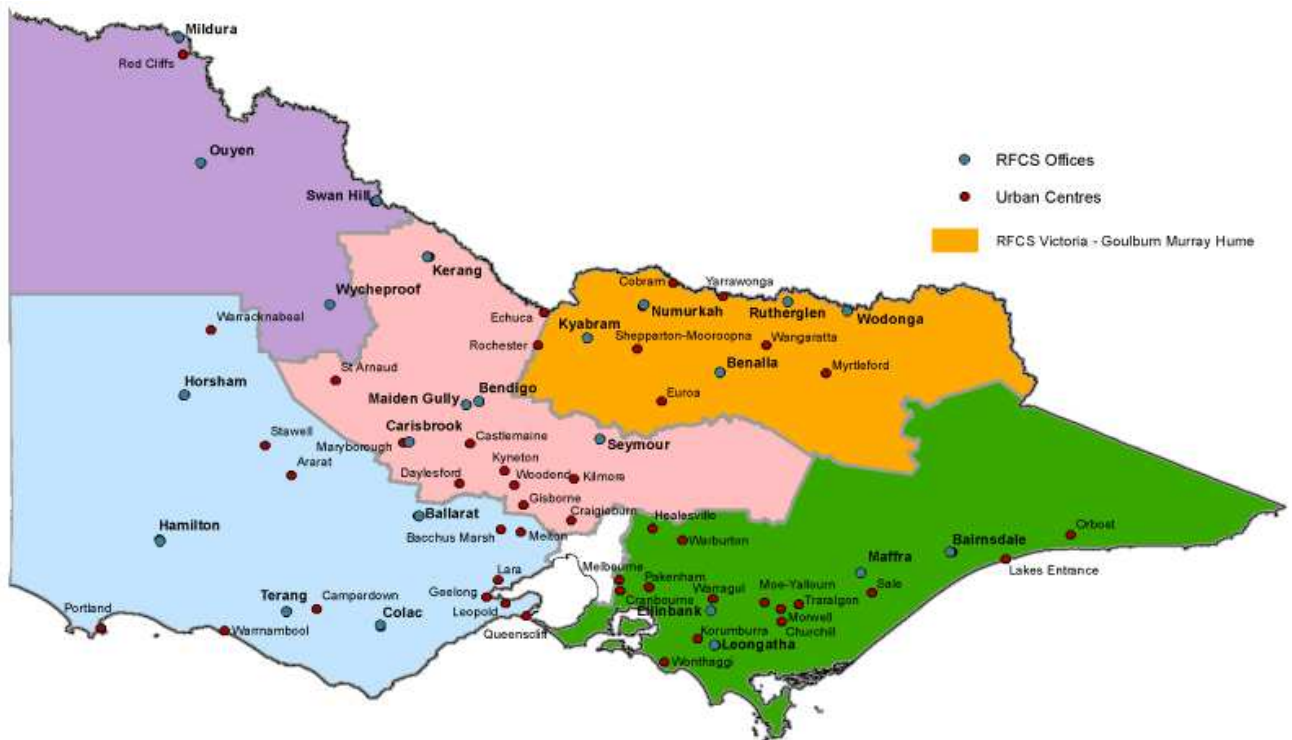 Mildura
Red Cliffs
Ouyen
RFCS Offices
Swan Hill
Urban Centres
RFCS Victoria - Goulburn Murray Hume
Kerang
Cobram
Yarrawonga
Wycheproof
Echuca
Numurkah
Rutherglen
Wodonga
Warracknabeal
Kyabram
Rochester
Shepparton-Mooroopna
Wangaratta
St Arnaud
Benalla
Myrtleford
Horsham
Maiden Gully
Bendigo
Euroa
Carisbrook
Stawell
Maryborough
Castlemaine
Seymour
Ararat
Kyneton
Daylesford
Woodend
Kilmore
Gisborne
Ballarat
Craigieburn
Healesville
Hamilton
Bacchus Marsh
Melton
Warburton
Orbost
Bairnsdale
Maffra
Lakes Entrance
Lara
Melbourne
Pakenham
Moe-Yallourn
Sale
Terang
Camperdown
Geelong
Cranbourne
Warragul
Traralgon
Portland
Colac
Leopold
Ellinbank
Morwell
Warrnambool
Queenscliff
Korumburra
Churchill
Leongatha
Wonthaggi